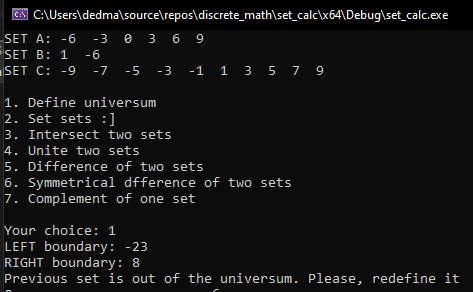 C:\Users\dedma\source\repos\discrete_math\set_calc\x64\Debug\set_calc.exe
SET A: -6 -3 0 3 6 9
SET B: 1 -6
SET C: -9 -7 -5 -3 -1 1 3 5 7 9
1. Define universum
2. Set sets :]
3. Intersect two sets
4. Unite two sets
5. Difference of two sets
6. Symmetrical dfference of two sets
7. Complement of one set
Your choice: 1
LEFT boundary: -23
RIGHT boundary: 8
Previous set is out of the universum. Please, redefine it